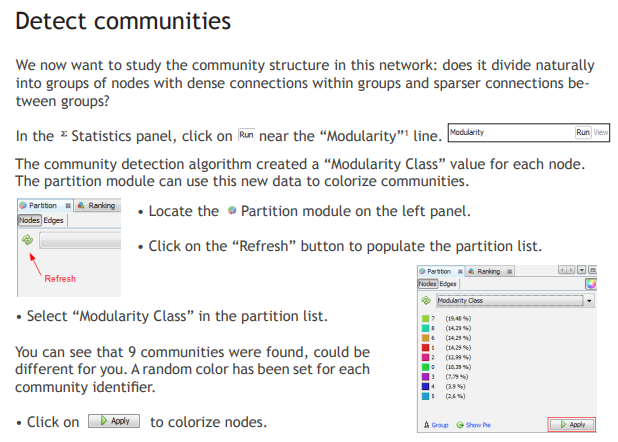 Detect communities
We now want to study the community structure in this network: does it divide naturally
into groups of nodes with dense connections within groups and sparser connections be-
tween groups?
In the Σ Statistics panel, click on Run near the “Modularity”¹ line. Modularity Run View
The community detection algorithm created a “Modularity Class” value for each node.
The partition module can use this new data to colorize communities.
Partition Ranking
Nodes Edges
Refresh
• Locate the Partition module on the left panel.
• Click on the “Refresh” button to populate the partition list.
• Select “Modularity Class” in the partition list.
You can see that 9 communities were found, could be
different for you. A random color has been set for each
community identifier.
• Click on Apply to colorize nodes.
Partition Ranking
Nodes Edges
Modularity Class
7 (19,48 %)
8 (14,29 %)
6 (14,29 %)
1 (14,29 %)
2 (12,99 %)
0 (10,39 %)
3 (7,79 %)
4 (3,9 %)
5 (2,6 %)
Group Show Pie Apply